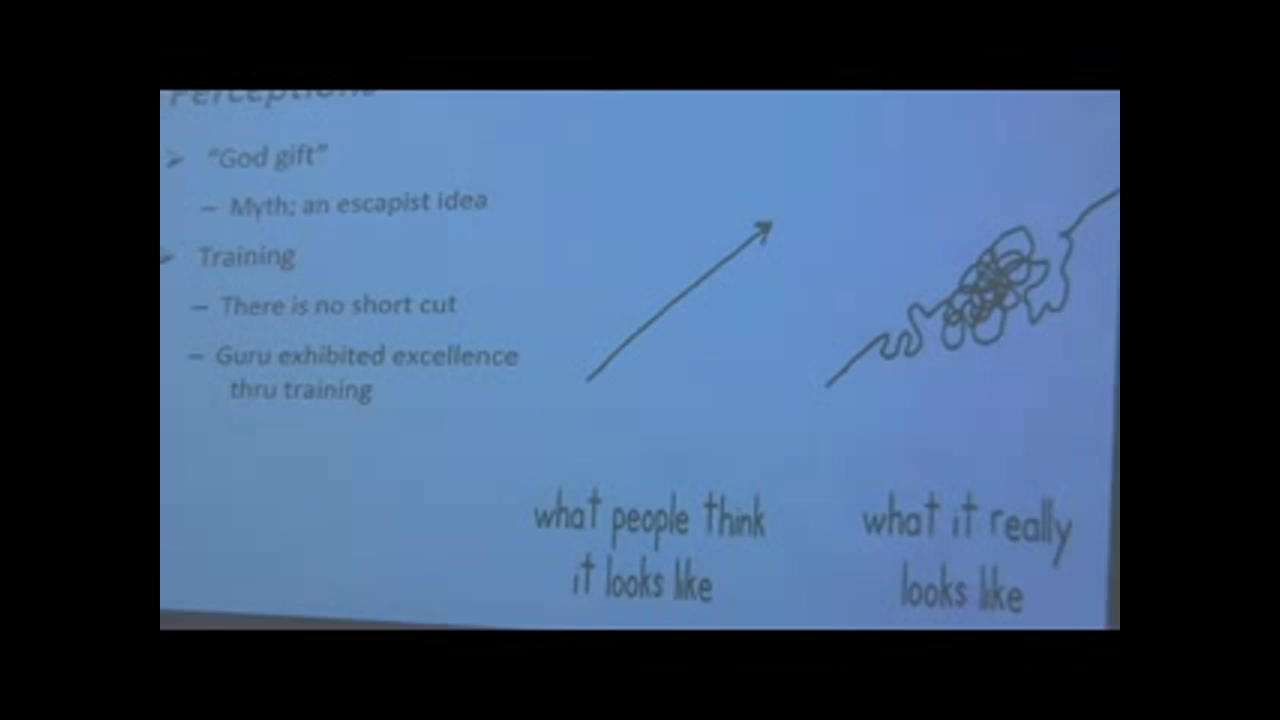 Perceptions
➤ "God gift"
– Myth; an escapist idea
➤ Training
– There is no short cut
– Guru exhibited excellence
thru training
what people think
it looks like
what it really
looks like